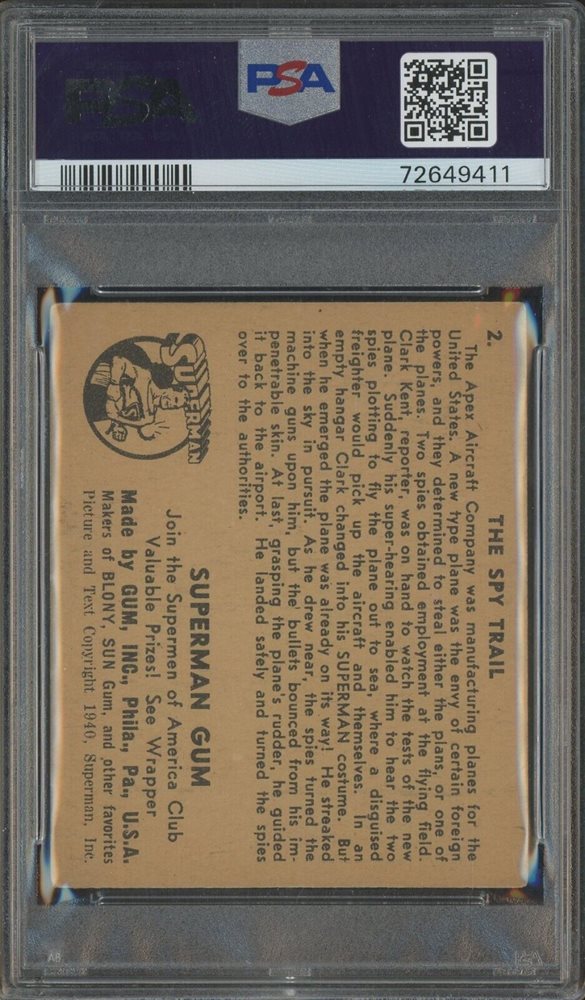 PSA
PSA
72649411
2.
THE SPY TRAIL
The Apex Aircraft Company was manufacturing planes for the
United States. A new type plane was the envy of certain foreign
powers, and they determined to steal either the plans, or one of
the planes. Two spies obtained employment at the flying field.
Clark Kent, reporter, was on hand to watch the tests of the new
plane. Suddenly his super-hearing enabled him to hear the two
spies plotting to fly the plane out to sea, where a disguised
freighter would pick up the aircraft and themselves. In an
empty hangar Clark changed into his SUPERMAN costume. But
when he emerged the plane was already on its way! He streaked
into the sky in pursuit. As he drew near, the spies turned the
machine guns upon him, but the bullets bounced from his im-
penetrable skin. At last, grasping the plane's rudder, he guided
it back to the airport. He landed safely and turned the spies
over to the authorities.
SUPERMAN
SUPERMAN GUM
Join the Supermen of America Club
Valuable Prizes! See Wrapper
Made by GUM, INC., Phila., Pa., U.S.A.
Makers of BLONY, SUN Gum, and other favorites
Picture and Text Copyright 1940, Superman, Inc.